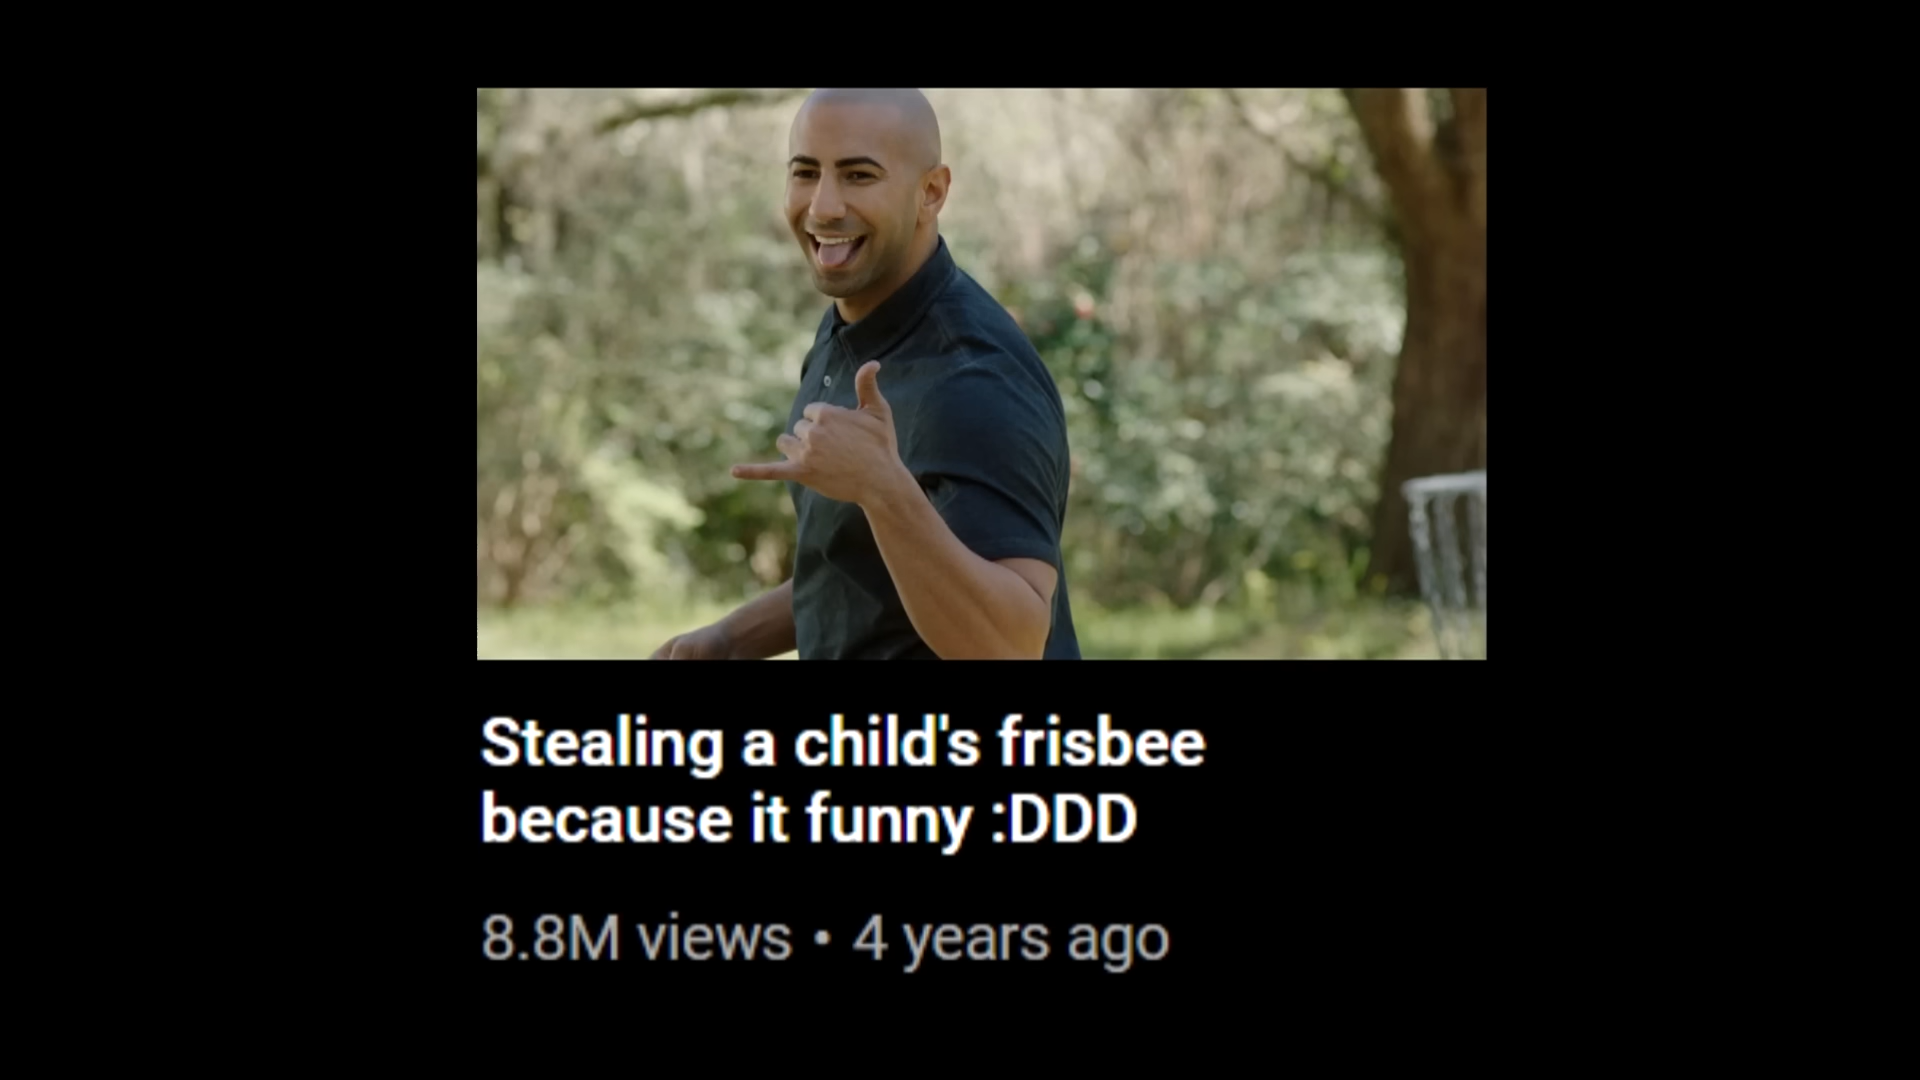 Stealing a child's frisbee
because it funny :DDD
8.8M views • 4 years ago